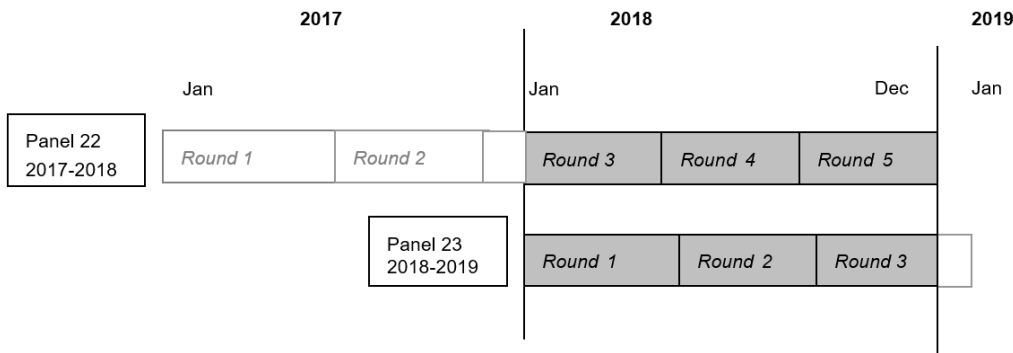 2017 2018 2019
Jan Jan Dec Jan
Panel 22
2017-2018
Round 1 Round 2 Round 3 Round 4 Round 5
Panel 23
2018-2019
Round 1 Round 2 Round 3